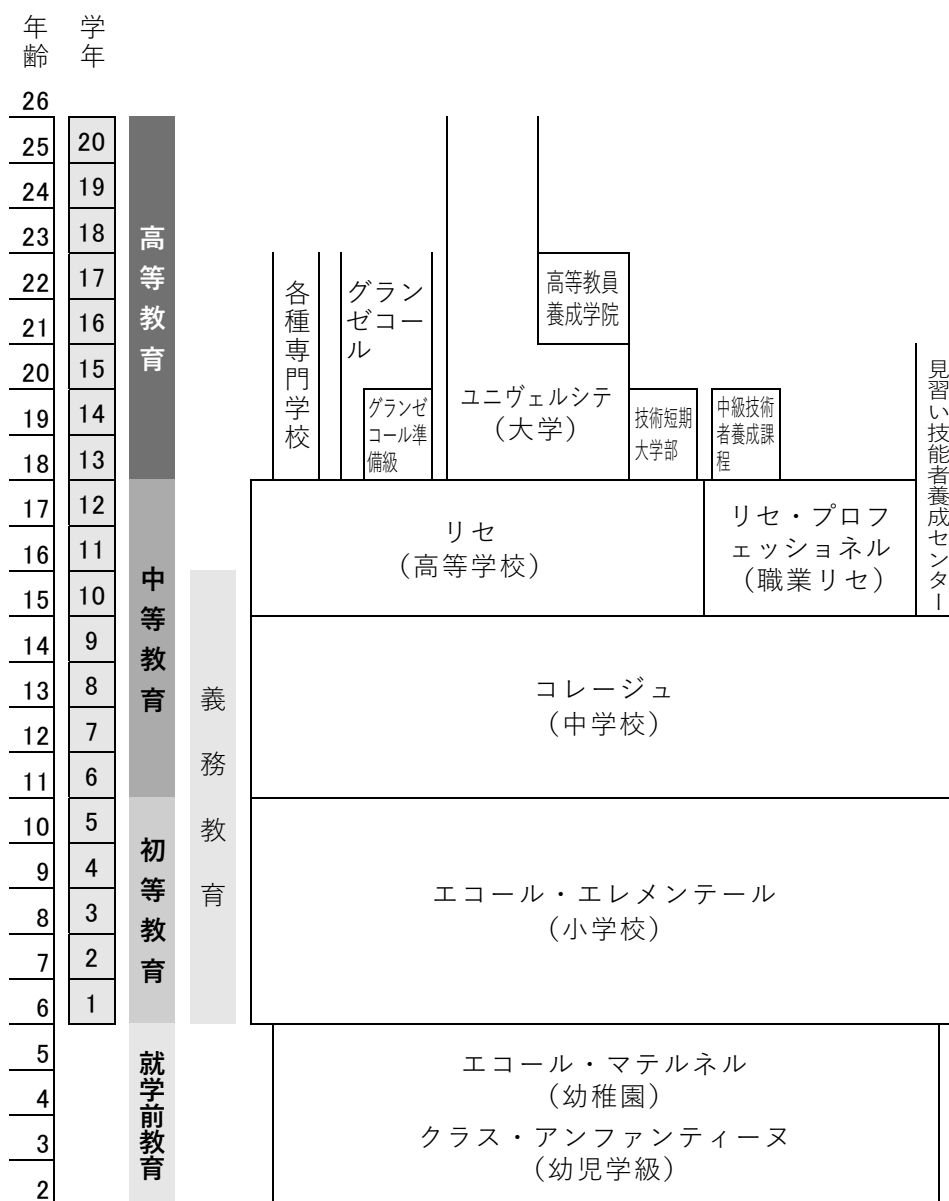 年齢
学年
26
25
24
23
22
21
20
19
18
17
16
15
14
13
12
11
10
9
8
7
6
5
4
3
2
20
19
18
17
16
15
14
13
12
11
10
9
8
7
6
5
4
3
2
1
高等教育
中等教育
初等教育
就学前教育
義務教育
各種専門学校
グラン
ゼコー
ル
グランゼ
コール準
備級
ユニヴェルシテ
（大学）
高等教員
養成学院
技術短期
大学部
中級技術
者養成課
程
見習い技能者養成センター
リセ
（高等学校）
リセ・プロフ
ェッショネル
（職業リセ）
コレージュ
（中学校）
エコール・エレメンテール
（小学校）
エコール・マテルネル
（幼稚園）
クラス・アンファンティーヌ
（幼児学級）